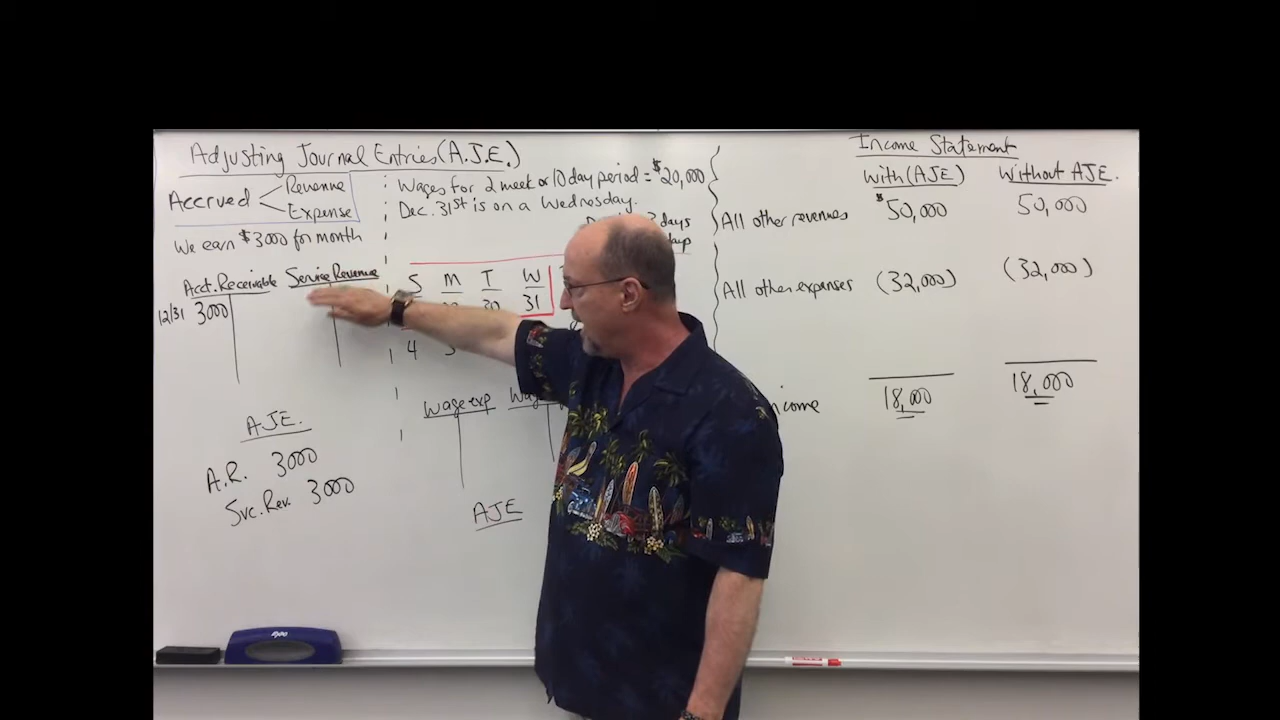 Adjusting Journal Entries (A.J.E.)
Accrued
Revenue
Expense
We earn $3000 for month
Acct. Receivable Service Revenue
12/31 3000
A.J.E.
A.R. 3000
Svc. Rev. 3000
Wages for 2 week or 10 day period = $20,000
Dec. 31st is on a Wednesday.
days
S M T W
30 31
4
Wage exp
AJE
Income Statement
With (AJE) Without AJE.
All other revenues $50,000 50,000
All other expenses (32,000) (32,000)
18,000 18,000
EXPO